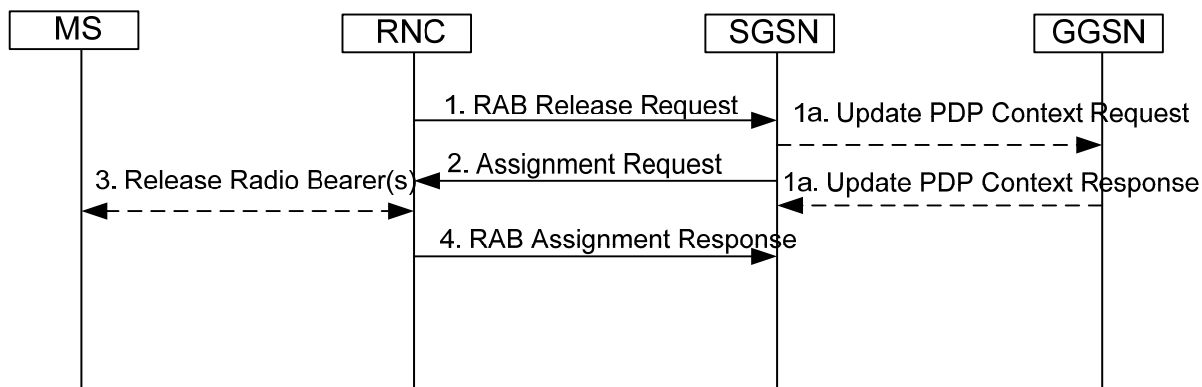 MS
RNC
SGSN
GGSN
1. RAB Release Request
1a. Update PDP Context Request
2. Assignment Request
3. Release Radio Bearer(s)
1a. Update PDP Context Response
4. RAB Assignment Response